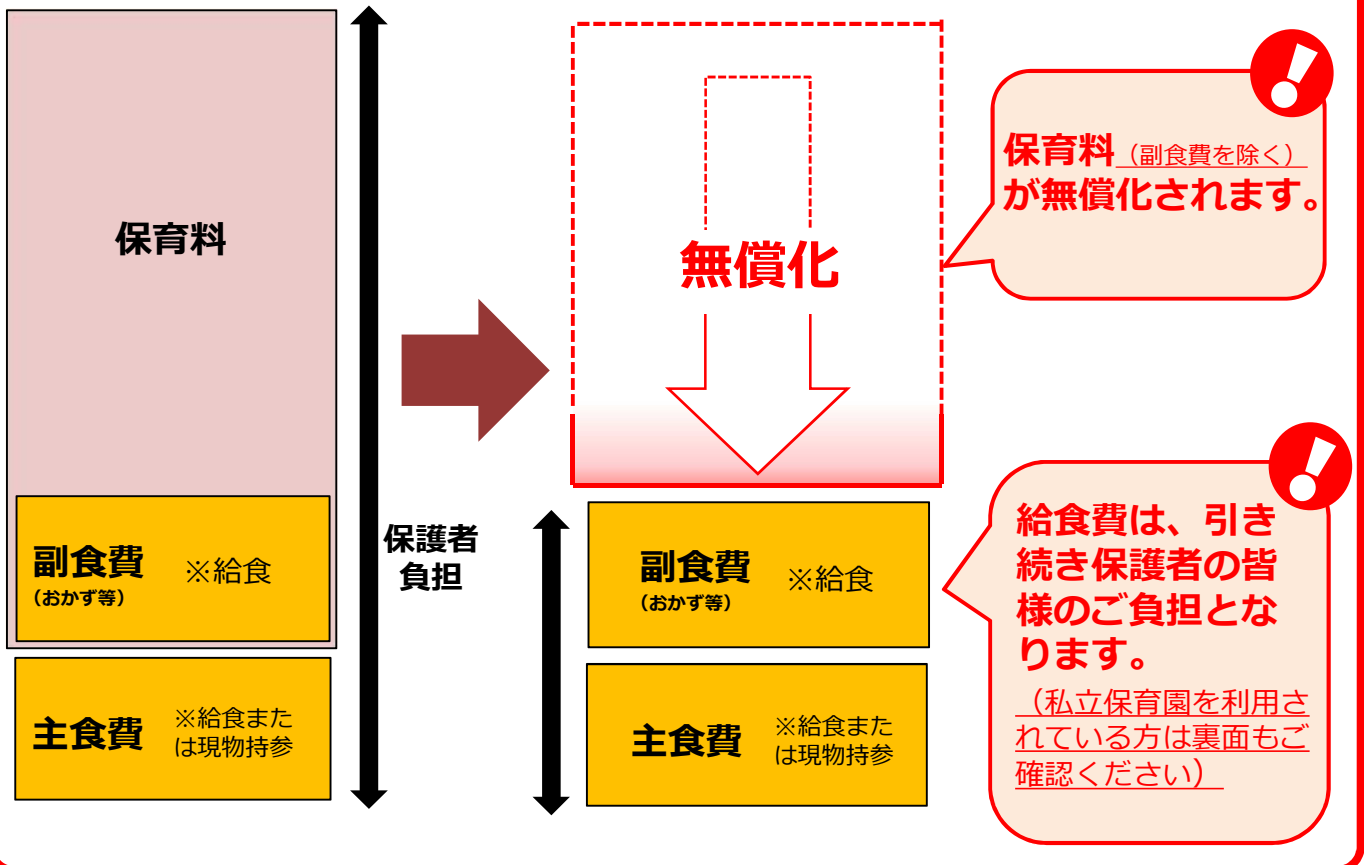 保育料
副食費 ※給食
(おかず等)
主食費 ※給食また
は現物持参
保護者
負担
無償化
副食費 ※給食
(おかず等)
主食費 ※給食また
は現物持参
保育料（副食費を除く）
が無償化されます。
給食費は、引き
続き保護者の皆
様のご負担とな
ります。
（私立保育園を利用さ
れている方は裏面もご
確認ください）